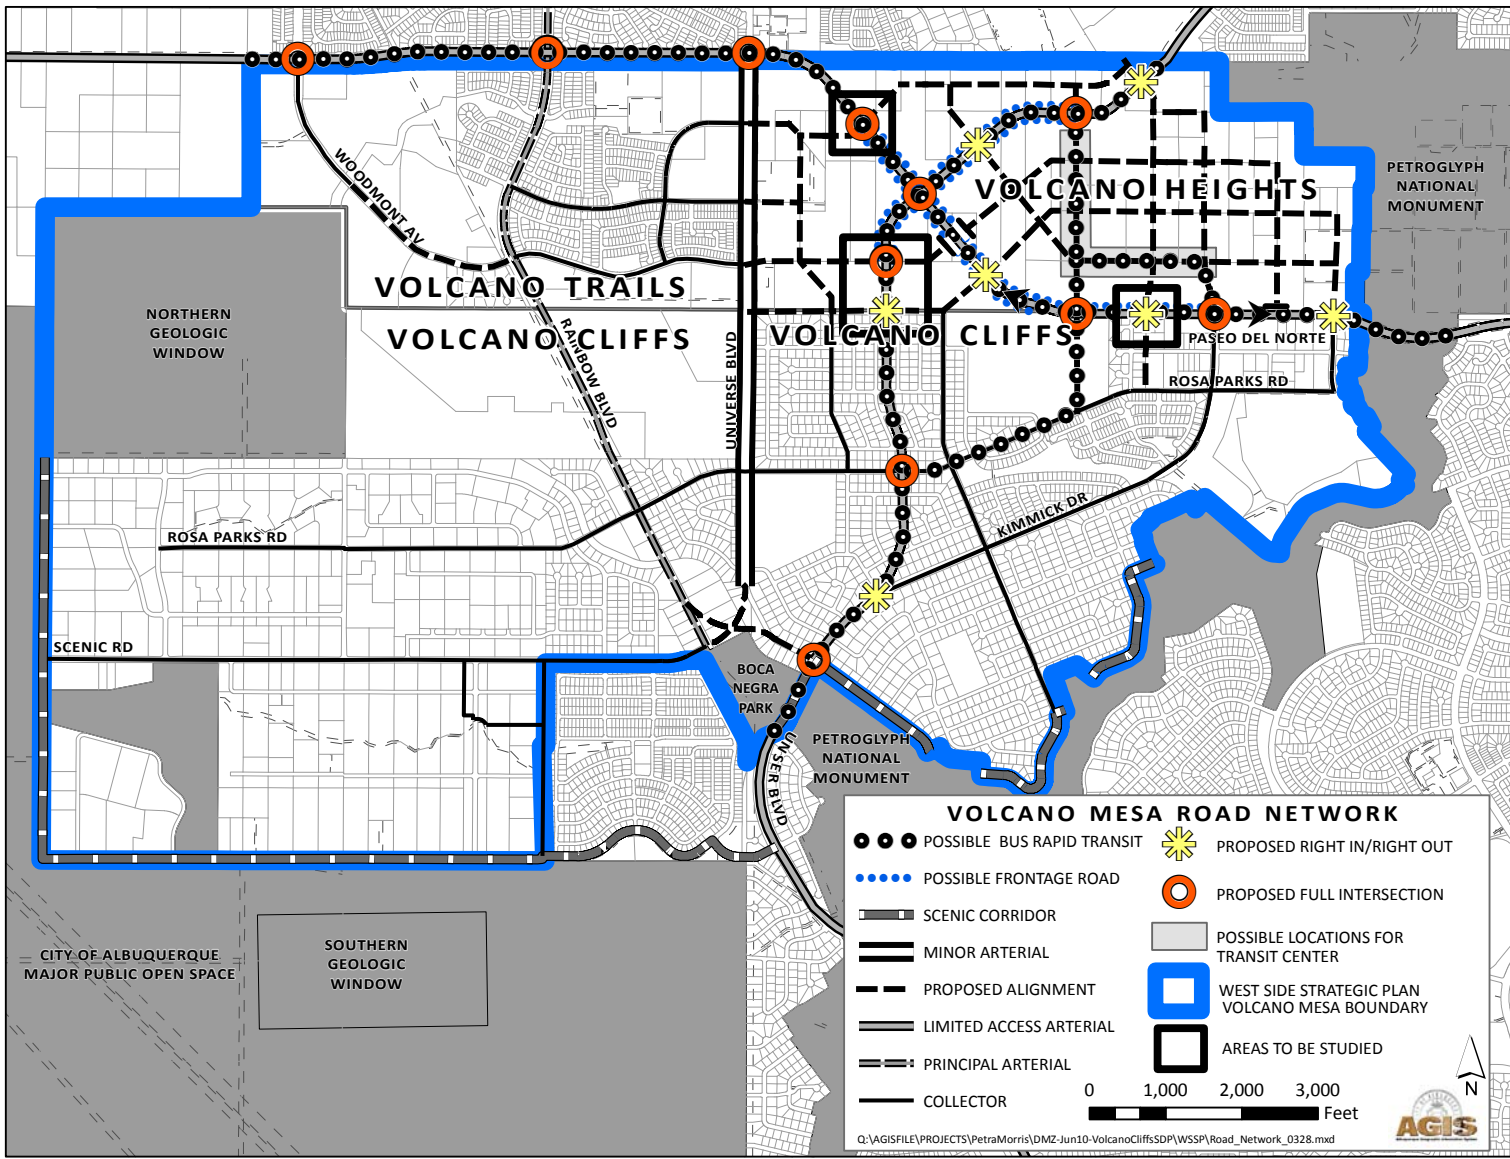 PETROGLYPH
NATIONAL
MONUMENT
WOODMONT AV
VOLCANO HEIGHTS
VOLCANO TRAILS
NORTHERN
GEOLOGIC
WINDOW
VOLCANO CLIFFS
RAINBOW BLVD
UNIVERSE BLVD
VOLCANO CLIFFS
PASEO DEL NORTE
ROSA PARKS RD
KIMMICK DR
ROSA PARKS RD
SCENIC RD
BOCA
NEGRA
PARK
UNSER BLVD
PETROGLYPH
NATIONAL
MONUMENT
CITY OF ALBUQUERQUE
MAJOR PUBLIC OPEN SPACE
SOUTHERN
GEOLOGIC
WINDOW
VOLCANO MESA ROAD NETWORK
POSSIBLE BUS RAPID TRANSIT
POSSIBLE FRONTAGE ROAD
SCENIC CORRIDOR
MINOR ARTERIAL
PROPOSED ALIGNMENT
LIMITED ACCESS ARTERIAL
PRINCIPAL ARTERIAL
COLLECTOR
PROPOSED RIGHT IN/RIGHT OUT
PROPOSED FULL INTERSECTION
POSSIBLE LOCATIONS FOR
TRANSIT CENTER
WEST SIDE STRATEGIC PLAN
VOLCANO MESA BOUNDARY
AREAS TO BE STUDIED
0 1,000 2,000 3,000
Feet
N
Q:\AGISFILE\PROJECTS\PetraMorris\DMZ-Jun10-VolcanoCliffsSDP\WSSP\Road_Network_0328.mxd
AGIS